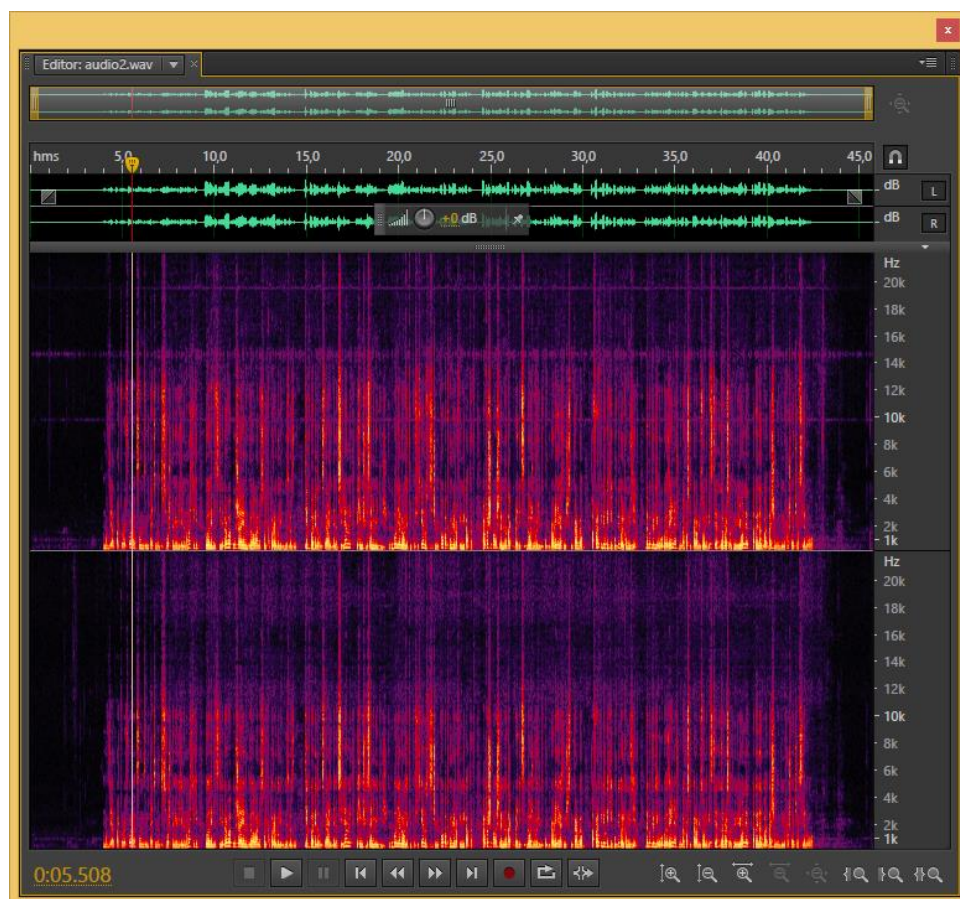 x
Editor: audio2.wav
hms 5,0 10,0 15,0 20,0 25,0 30,0 35,0 40,0 45,0
dB L
+0 dB
dB R
Hz
20k
18k
16k
14k
12k
10k
8k
6k
4k
2k
1k
Hz
20k
18k
16k
14k
12k
10k
8k
6k
4k
2k
1k
0:05.508